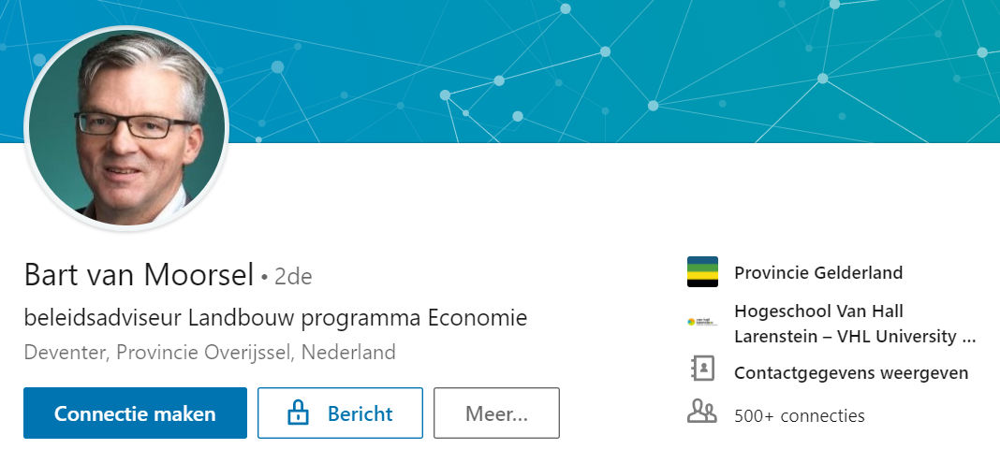 Bart van Moorsel • 2de
beleidsadviseur Landbouw programma Economie
Deventer, Provincie Overijssel, Nederland
Connectie maken
Bericht
Meer...
Provincie Gelderland
Hogeschool Van Hall
Larenstein – VHL University ...
Contactgegevens weergeven
500+ connecties